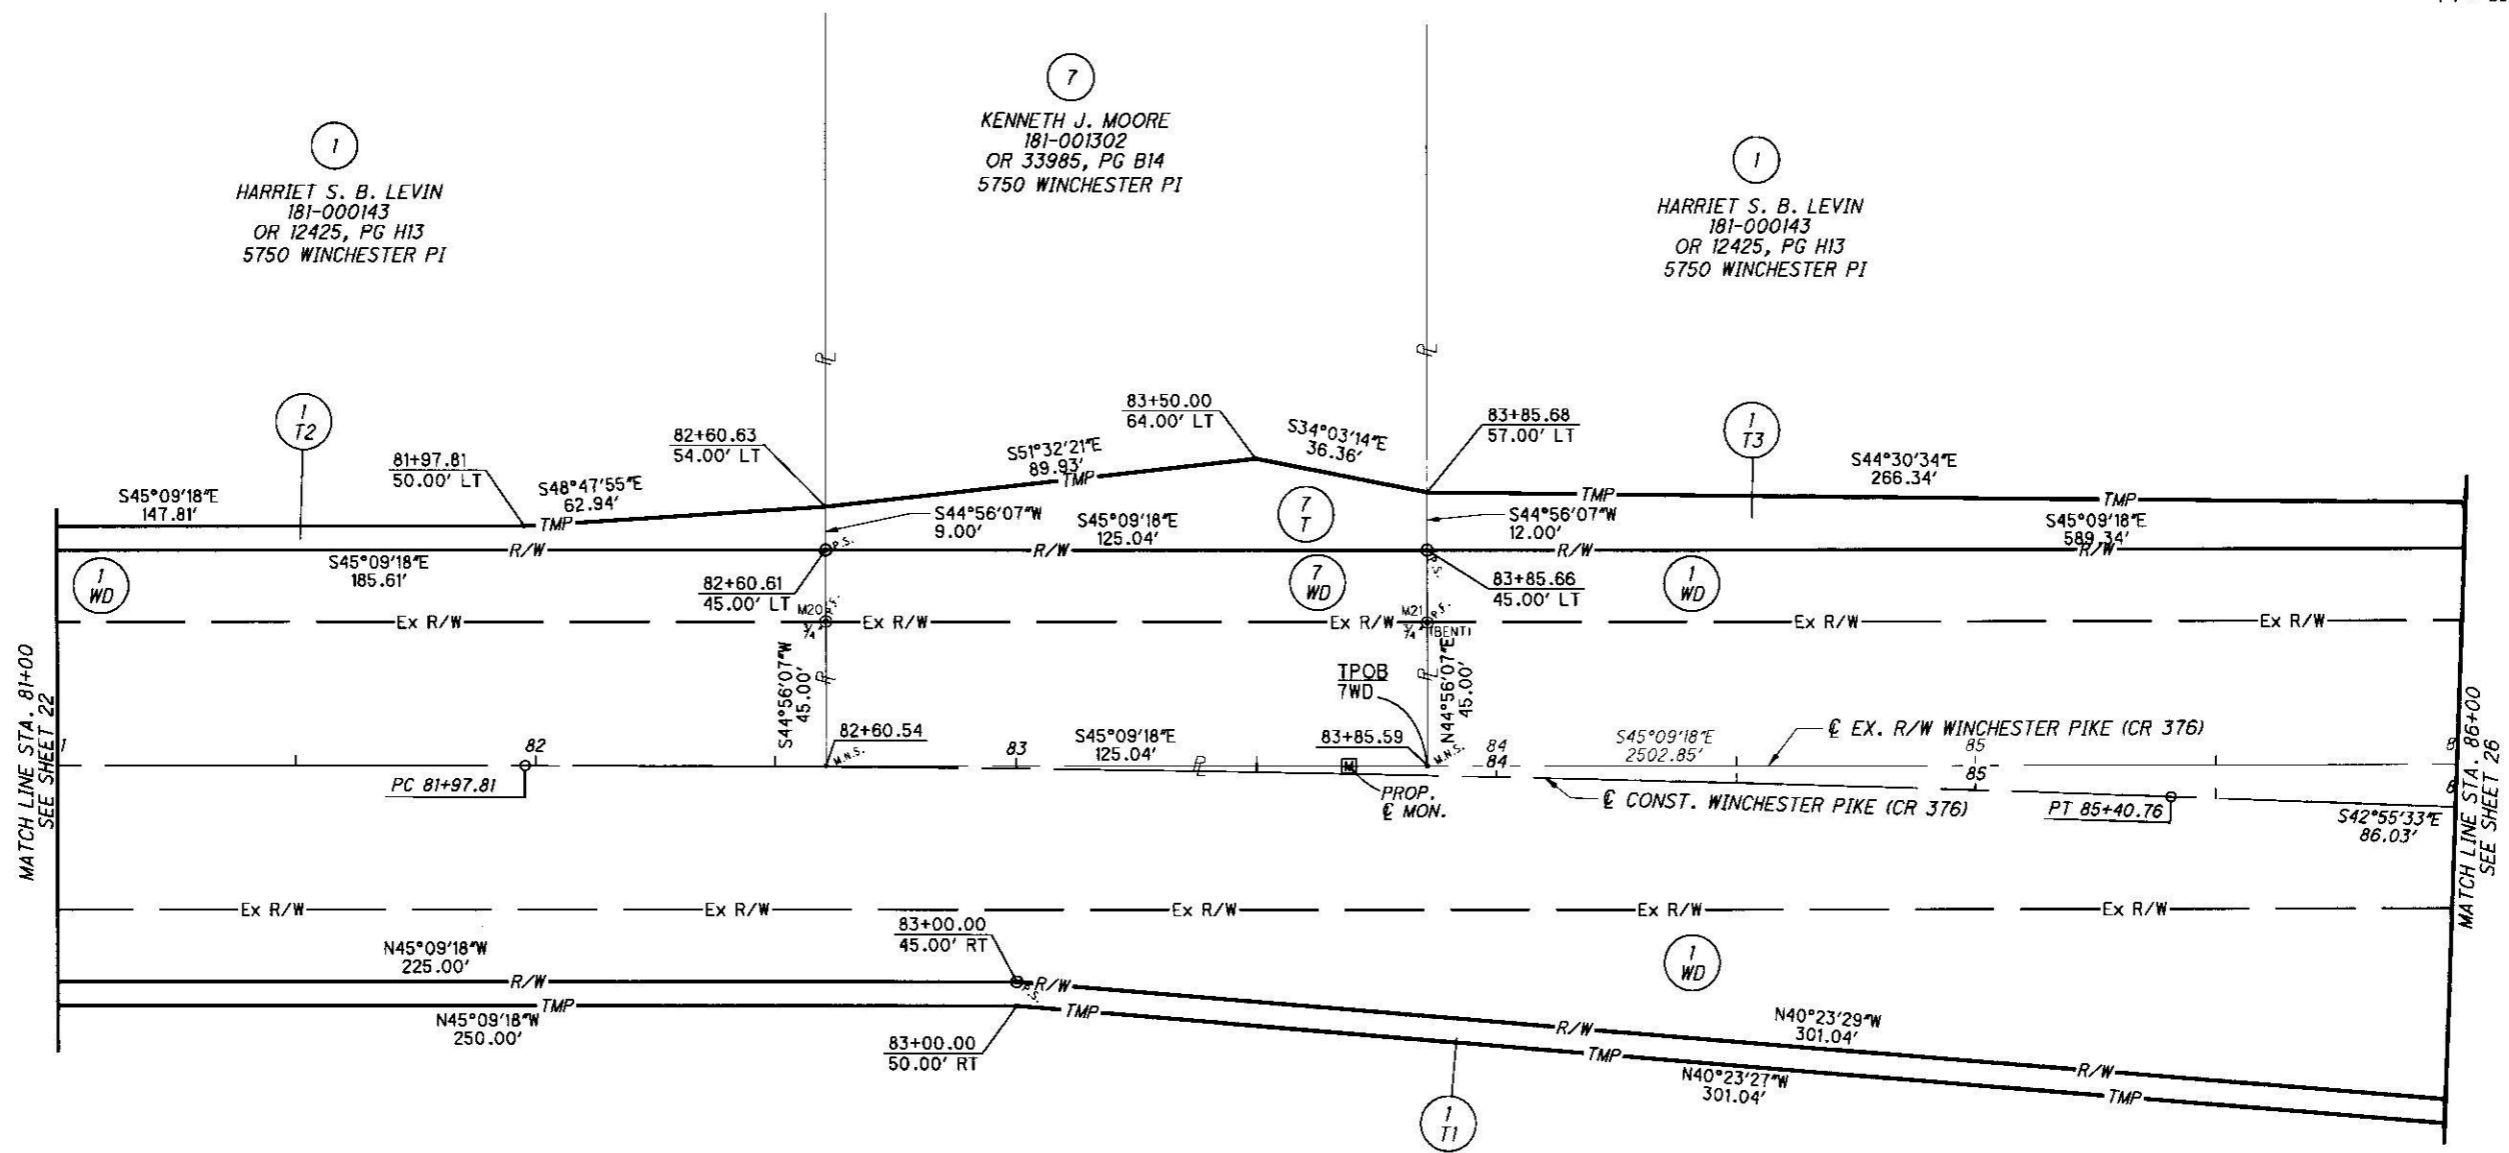 7
KENNETH J. MOORE
181-001302
OR 33985, PG B14
5750 WINCHESTER PI
1
HARRIET S. B. LEVIN
181-000143
OR 12425, PG H13
5750 WINCHESTER PI
1
HARRIET S. B. LEVIN
181-000143
OR 12425, PG H13
5750 WINCHESTER PI
PL
PL
1
T2
81+97.81
50.00' LT
82+60.63
54.00' LT
83+50.00
64.00' LT
83+85.68
57.00' LT
1
T3
S45°09'18"E
147.81'
S48°47'55"E
62.94'
S51°32'21"E
89.93'
S34°03'14"E
36.36'
S44°30'34"E
266.34'
TMP
TMP
TMP
TMP
S44°56'07"W
9.00'
S45°09'18"E
125.04'
7
T
S44°56'07"W
12.00'
S45°09'18"E
589.34'
R/W
P.S.
R/W
R/W
R/W
S45°09'18"E
185.61'
1
WD
82+60.61
45.00' LT
7
WD
83+85.66
45.00' LT
1
WD
M20
3/4
Ex R/W
Ex R/W
Ex R/W
M21
3/4
(BENT)
Ex R/W
Ex R/W
MATCH LINE STA. 81+00
SEE SHEET 22
S44°56'07"W
45.00'
PL
TPOB
7WD
PL
N44°56'07"E
45.00'
82+60.54
M.N.S.
83+85.59
M.N.S.
1
82
83
S45°09'18"E
125.04'
PL
84
84
S45°09'18"E
2502.85'
℄ EX. R/W WINCHESTER PIKE (CR 376)
85
85
8
8
PC 81+97.81
M
PROP.
℄ MON.
℄ CONST. WINCHESTER PIKE (CR 376)
PT 85+40.76
S42°55'33"E
86.03'
MATCH LINE STA. 86+00
SEE SHEET 26
Ex R/W
Ex R/W
Ex R/W
Ex R/W
Ex R/W
83+00.00
45.00' RT
N45°09'18"W
225.00'
R/W
R/W
1
WD
TMP
TMP
N45°09'18"W
250.00'
83+00.00
50.00' RT
R/W
N40°23'29"W
301.04'
R/W
TMP
N40°23'27"W
301.04'
TMP
1
T1